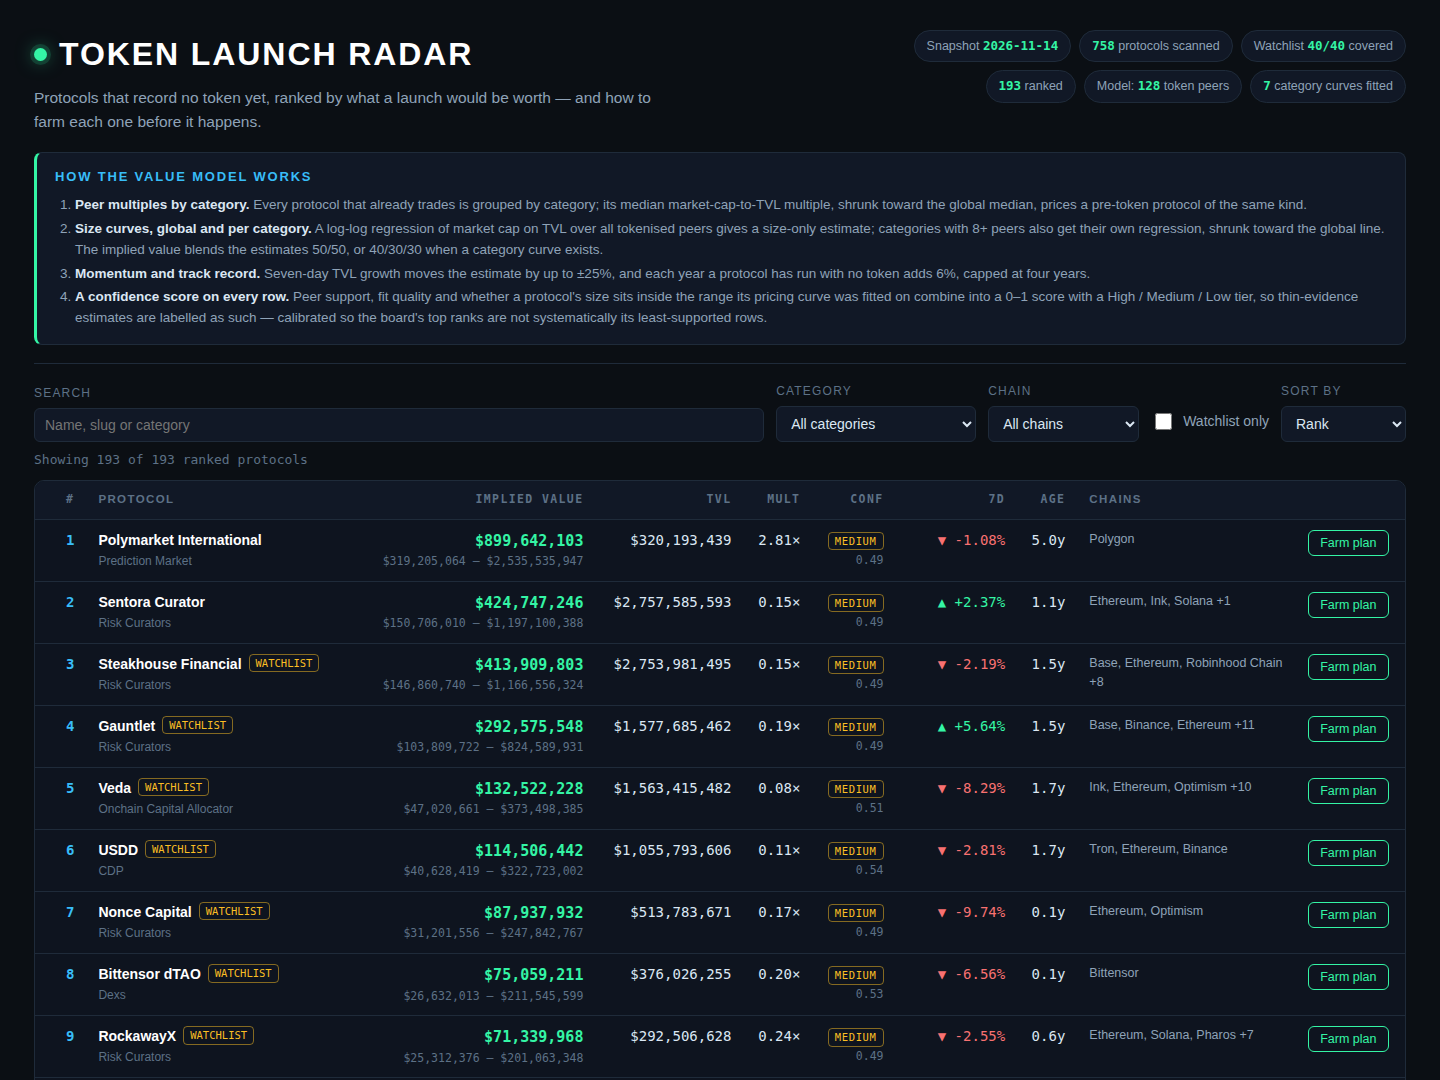 TOKEN LAUNCH RADAR
Protocols that record no token yet, ranked by what a launch would be worth — and how to
farm each one before it happens.
Snapshot 2026-11-14
758 protocols scanned
Watchlist 40/40 covered
193 ranked
Model: 128 token peers
7 category curves fitted
HOW THE VALUE MODEL WORKS
1. Peer multiples by category. Every protocol that already trades is grouped by category; its median market-cap-to-TVL multiple, shrunk toward the global median, prices a pre-token protocol of the same kind.
2. Size curves, global and per category. A log-log regression of market cap on TVL over all tokenised peers gives a size-only estimate; categories with 8+ peers also get their own regression, shrunk toward the global line.
The implied value blends the estimates 50/50, or 40/30/30 when a category curve exists.
3. Momentum and track record. Seven-day TVL growth moves the estimate by up to ±25%, and each year a protocol has run with no token adds 6%, capped at four years.
4. A confidence score on every row. Peer support, fit quality and whether a protocol's size sits inside the range its pricing curve was fitted on combine into a 0–1 score with a High / Medium / Low tier, so thin-evidence
estimates are labelled as such — calibrated so the board's top ranks are not systematically its least-supported rows.
SEARCH
Name, slug or category
CATEGORY
All categories
CHAIN
All chains
Watchlist only
SORT BY
Rank
Showing 193 of 193 ranked protocols
# PROTOCOL IMPLIED VALUE TVL MULT CONF 7D AGE CHAINS
1 Polymarket International $899,642,103 $320,193,439 2.81× MEDIUM ▼ -1.08% 5.0y Polygon Farm plan
Prediction Market $319,205,064 — $2,535,535,947 0.49
2 Sentora Curator $424,747,246 $2,757,585,593 0.15× MEDIUM ▲ +2.37% 1.1y Ethereum, Ink, Solana +1 Farm plan
Risk Curators $150,706,010 — $1,197,100,388 0.49
3 Steakhouse Financial WATCHLIST $413,909,803 $2,753,981,495 0.15× MEDIUM ▼ -2.19% 1.5y Base, Ethereum, Robinhood Chain Farm plan
Risk Curators $146,860,740 — $1,166,556,324 0.49 +8
4 Gauntlet WATCHLIST $292,575,548 $1,577,685,462 0.19× MEDIUM ▲ +5.64% 1.5y Base, Binance, Ethereum +11 Farm plan
Risk Curators $103,809,722 — $824,589,931 0.49
5 Veda WATCHLIST $132,522,228 $1,563,415,482 0.08× MEDIUM ▼ -8.29% 1.7y Ink, Ethereum, Optimism +10 Farm plan
Onchain Capital Allocator $47,020,661 — $373,498,385 0.51
6 USDD WATCHLIST $114,506,442 $1,055,793,606 0.11× MEDIUM ▼ -2.81% 1.7y Tron, Ethereum, Binance Farm plan
CDP $40,628,419 — $322,723,002 0.54
7 Nonce Capital WATCHLIST $87,937,932 $513,783,671 0.17× MEDIUM ▼ -9.74% 0.1y Ethereum, Optimism Farm plan
Risk Curators $31,201,556 — $247,842,767 0.49
8 Bittensor dTAO WATCHLIST $75,059,211 $376,026,255 0.20× MEDIUM ▼ -6.56% 0.1y Bittensor Farm plan
Dexs $26,632,013 — $211,545,599 0.53
9 RockawayX WATCHLIST $71,339,968 $292,506,628 0.24× MEDIUM ▼ -2.55% 0.6y Ethereum, Solana, Pharos +7 Farm plan
Risk Curators $25,312,376 — $201,063,348 0.49